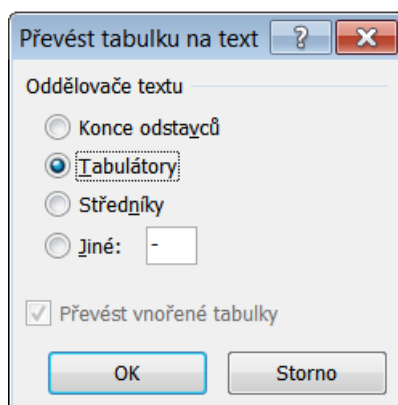 Převést tabulku na text
Oddělovače textu
Konce odstavců
Tabulátory
Středníky
Jiné: -
Převést vnořené tabulky
OK Storno